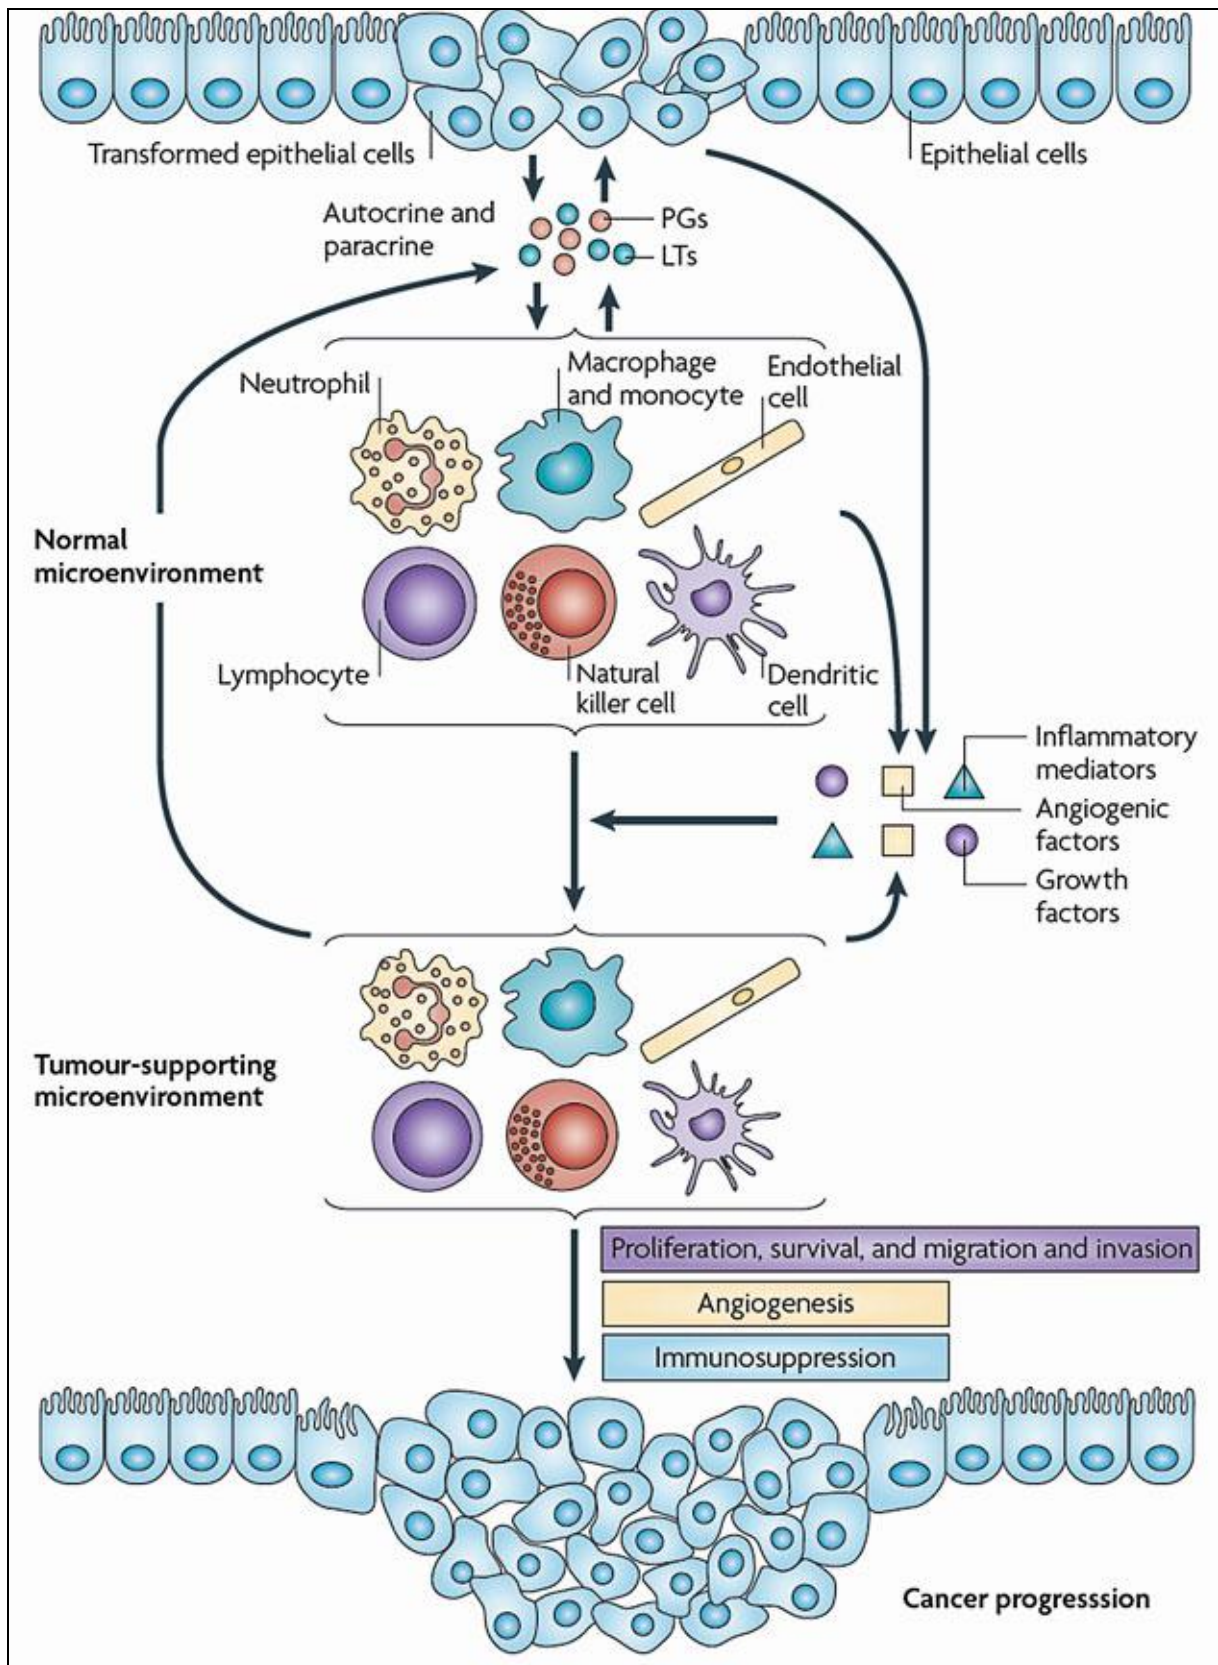 Transformed epithelial cells
Epithelial cells
Autocrine and
paracrine
PGs
LTs
Neutrophil
Macrophage
and monocyte
Endothelial
cell
Normal
microenvironment
Lymphocyte
Natural
killer cell
Dendritic
cell
Inflammatory
mediators
Angiogenic
factors
Growth
factors
Tumour-supporting
microenvironment
Proliferation, survival, and migration and invasion
Angiogenesis
Immunosuppression
Cancer progresssion